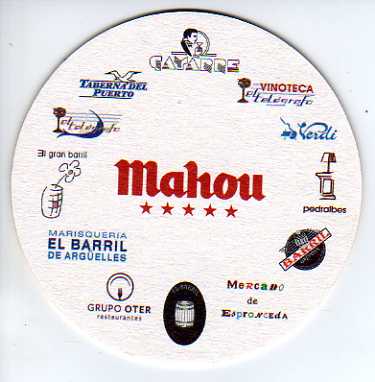 GAYARRE
TABERNA DEL
PUERTO
VINOTECA
el telégrafo
el telégrafo
Verdi
El gran barril
pedralbes
mahou
★★★★★
MARISQUERÍA
EL BARRIL
DE ARGÜELLES
BARRIL
GRUPO OTER
restaurantes
MERCADO
de
ESPRONCEDA